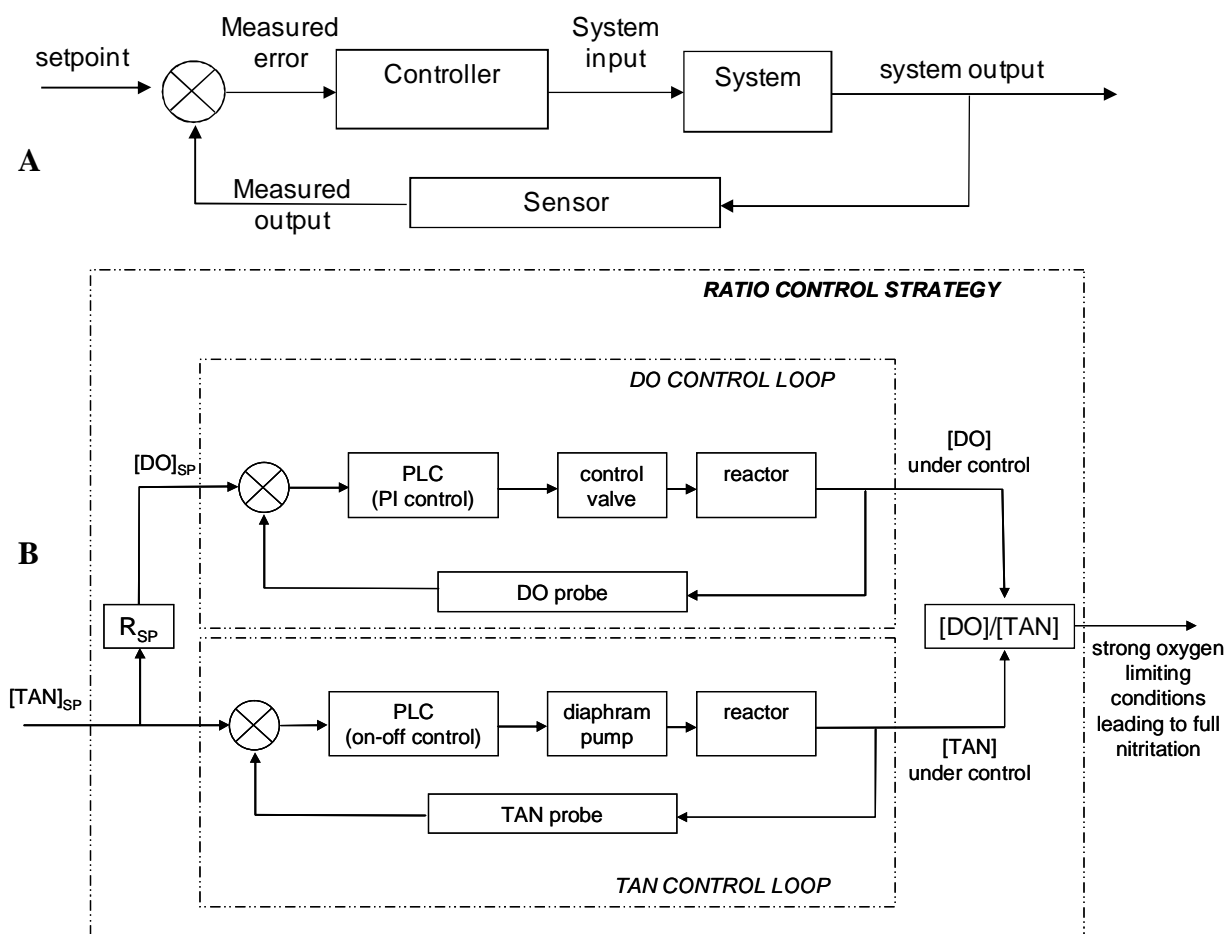 setpoint
Measured
error
Controller
System
input
System
system output
A
Measured
output
Sensor
RATIO CONTROL STRATEGY
DO CONTROL LOOP
[DO]SP
PLC
(PI control)
control
valve
reactor
[DO]
under control
B
DO probe
RSP
[DO]/[TAN]
strong oxygen
limiting
conditions
leading to full
nitritation
[TAN]SP
PLC
(on-off control)
diaphram
pump
reactor
[TAN]
under control
TAN probe
TAN CONTROL LOOP